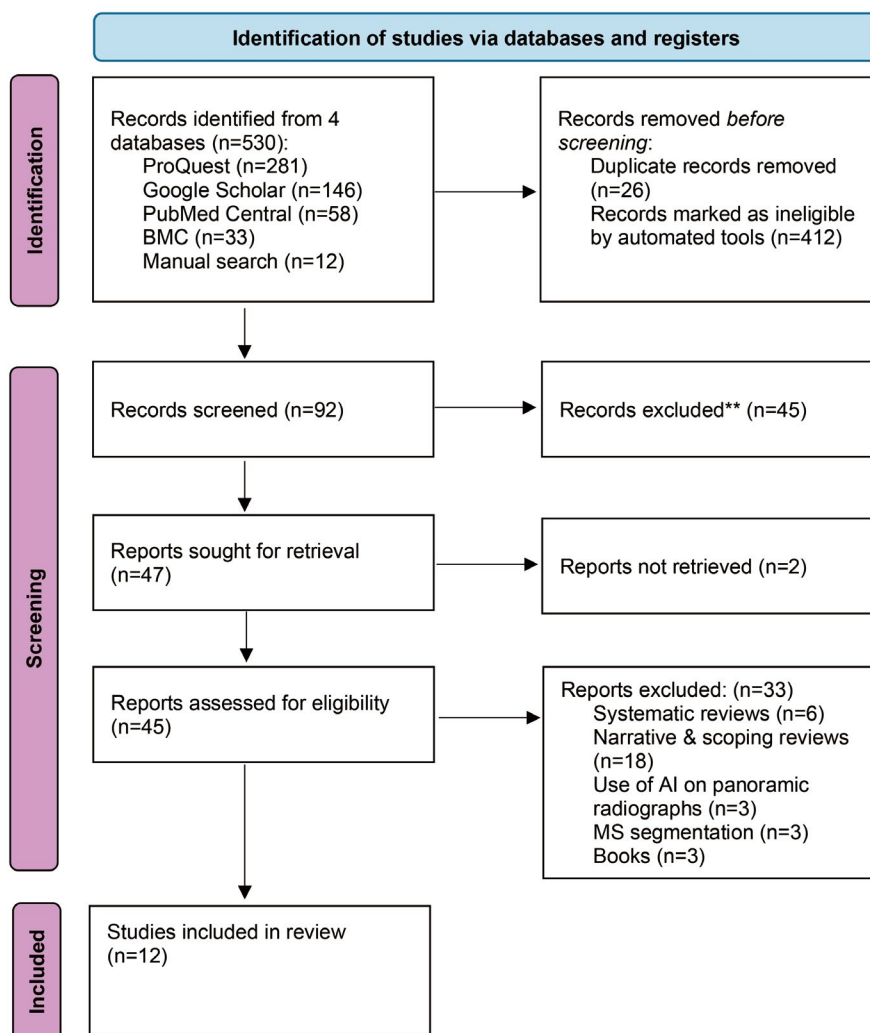 Identification of studies via databases and registers
Identification
Records identified from 4
databases (n=530):
ProQuest (n=281)
Google Scholar (n=146)
PubMed Central (n=58)
BMC (n=33)
Manual search (n=12)
Records removed before
screening:
Duplicate records removed
(n=26)
Records marked as ineligible
by automated tools (n=412)
Screening
Records screened (n=92)
Records excluded** (n=45)
Reports sought for retrieval
(n=47)
Reports not retrieved (n=2)
Reports assessed for eligibility
(n=45)
Reports excluded: (n=33)
Systematic reviews (n=6)
Narrative & scoping reviews
(n=18)
Use of AI on panoramic
radiographs (n=3)
MS segmentation (n=3)
Books (n=3)
Included
Studies included in review
(n=12)